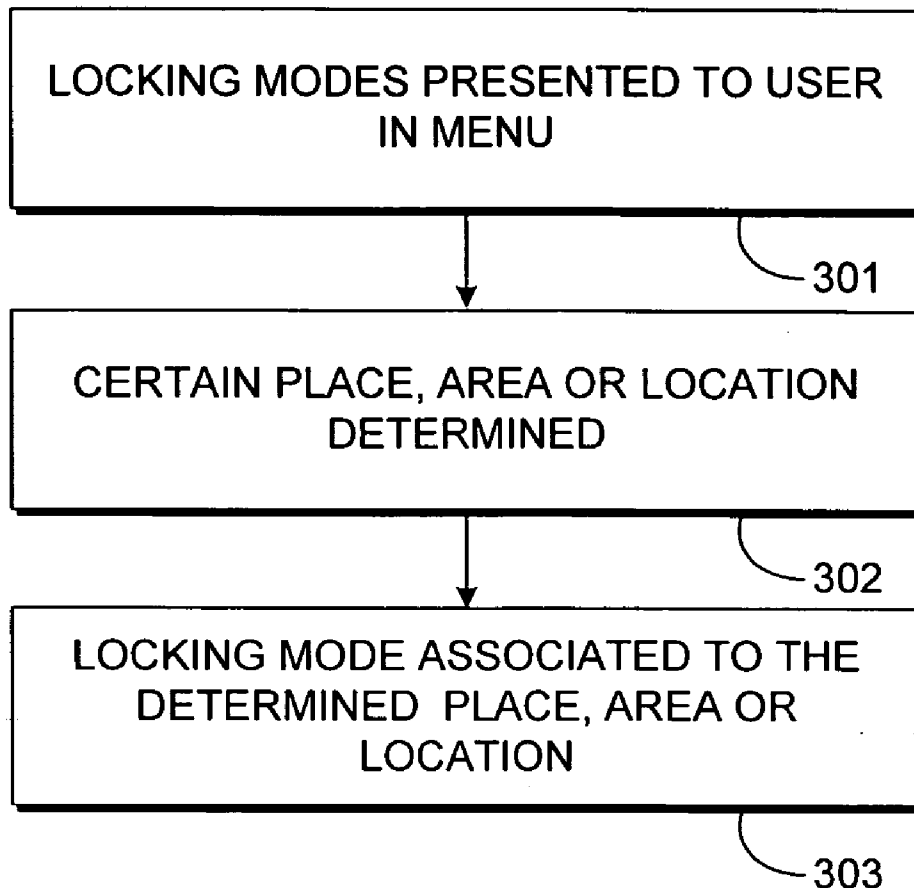 LOCKING MODES PRESENTED TO USER
IN MENU
301
CERTAIN PLACE, AREA OR LOCATION
DETERMINED
302
LOCKING MODE ASSOCIATED TO THE
DETERMINED PLACE, AREA OR
LOCATION
303